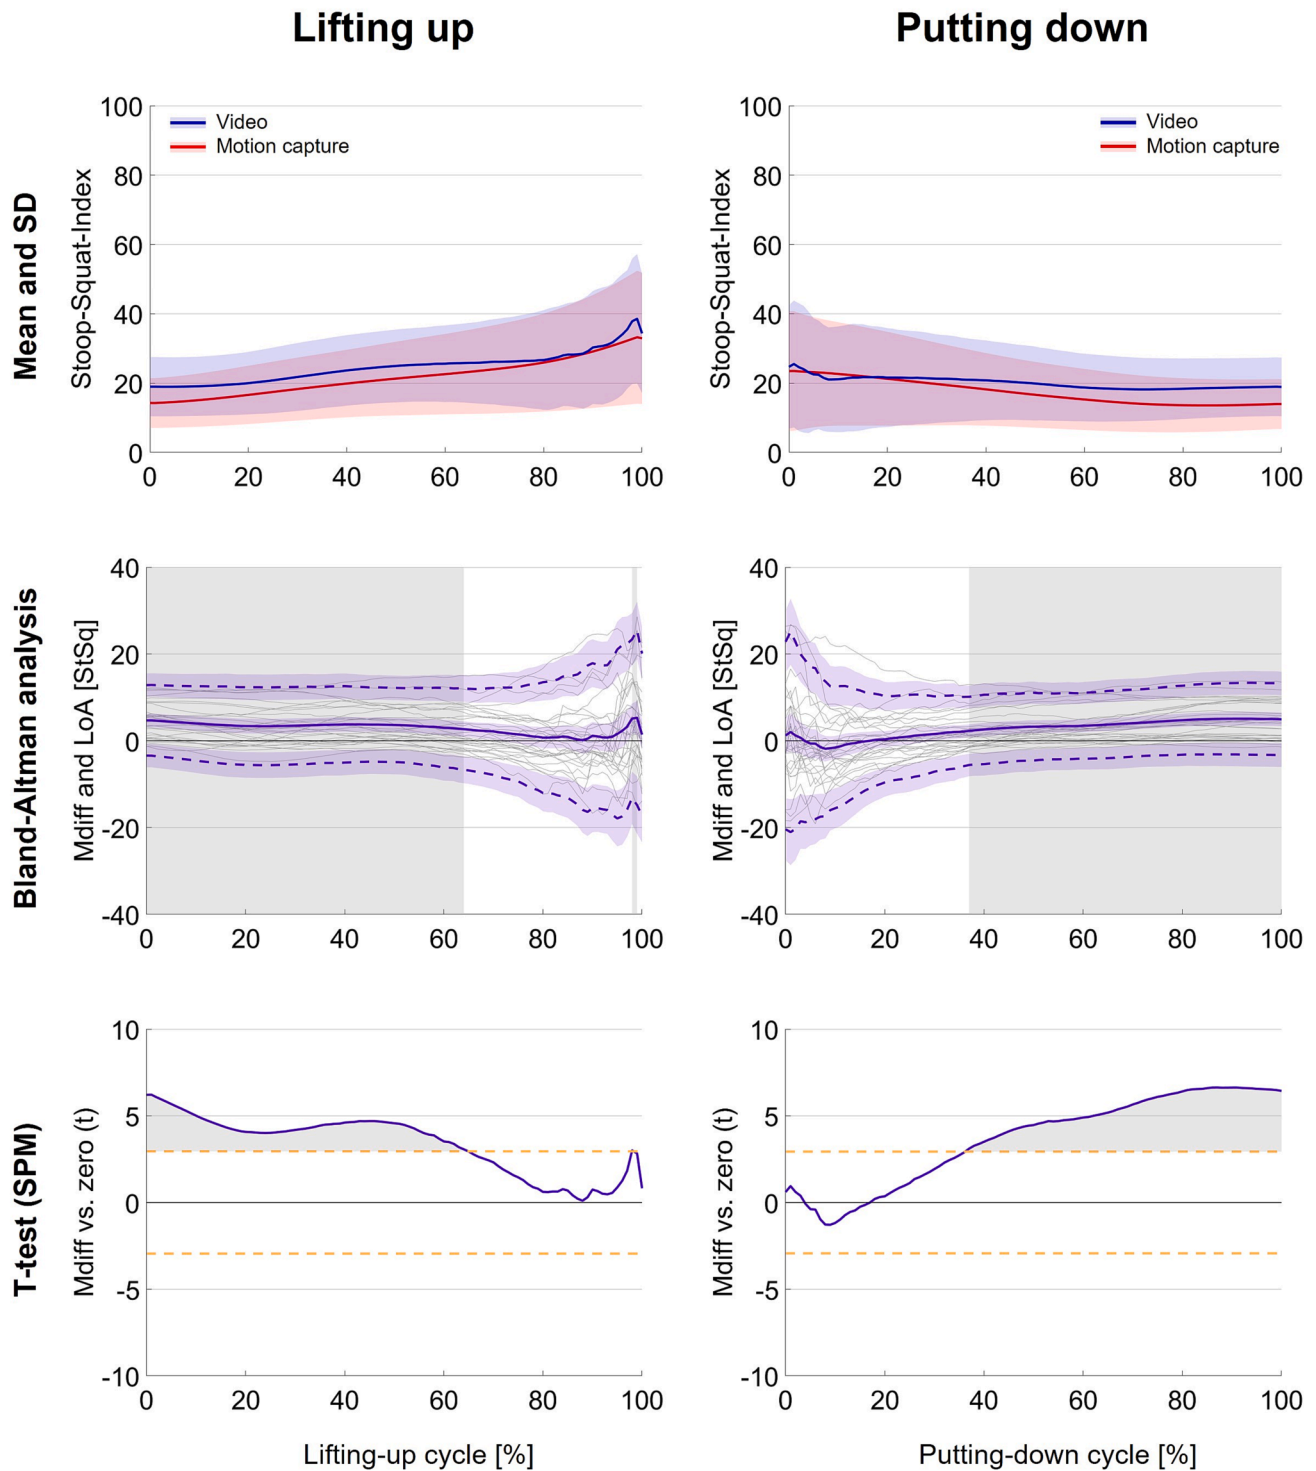 Lifting up
Putting down
Mean and SD
Stoop-Squat-Index
100
80
60
40
20
0
Video
Motion capture
0 20 40 60 80 100
Stoop-Squat-Index
100
80
60
40
20
0
Video
Motion capture
0 20 40 60 80 100
Bland-Altman analysis
Mdiff and LoA [StSq]
40
20
0
-20
-40
0 20 40 60 80 100
Mdiff and LoA [StSq]
40
20
0
-20
-40
0 20 40 60 80 100
T-test (SPM)
Mdiff vs. zero (t)
10
5
0
-5
-10
0 20 40 60 80 100
Lifting-up cycle [%]
Mdiff vs. zero (t)
10
5
0
-5
-10
0 20 40 60 80 100
Putting-down cycle [%]